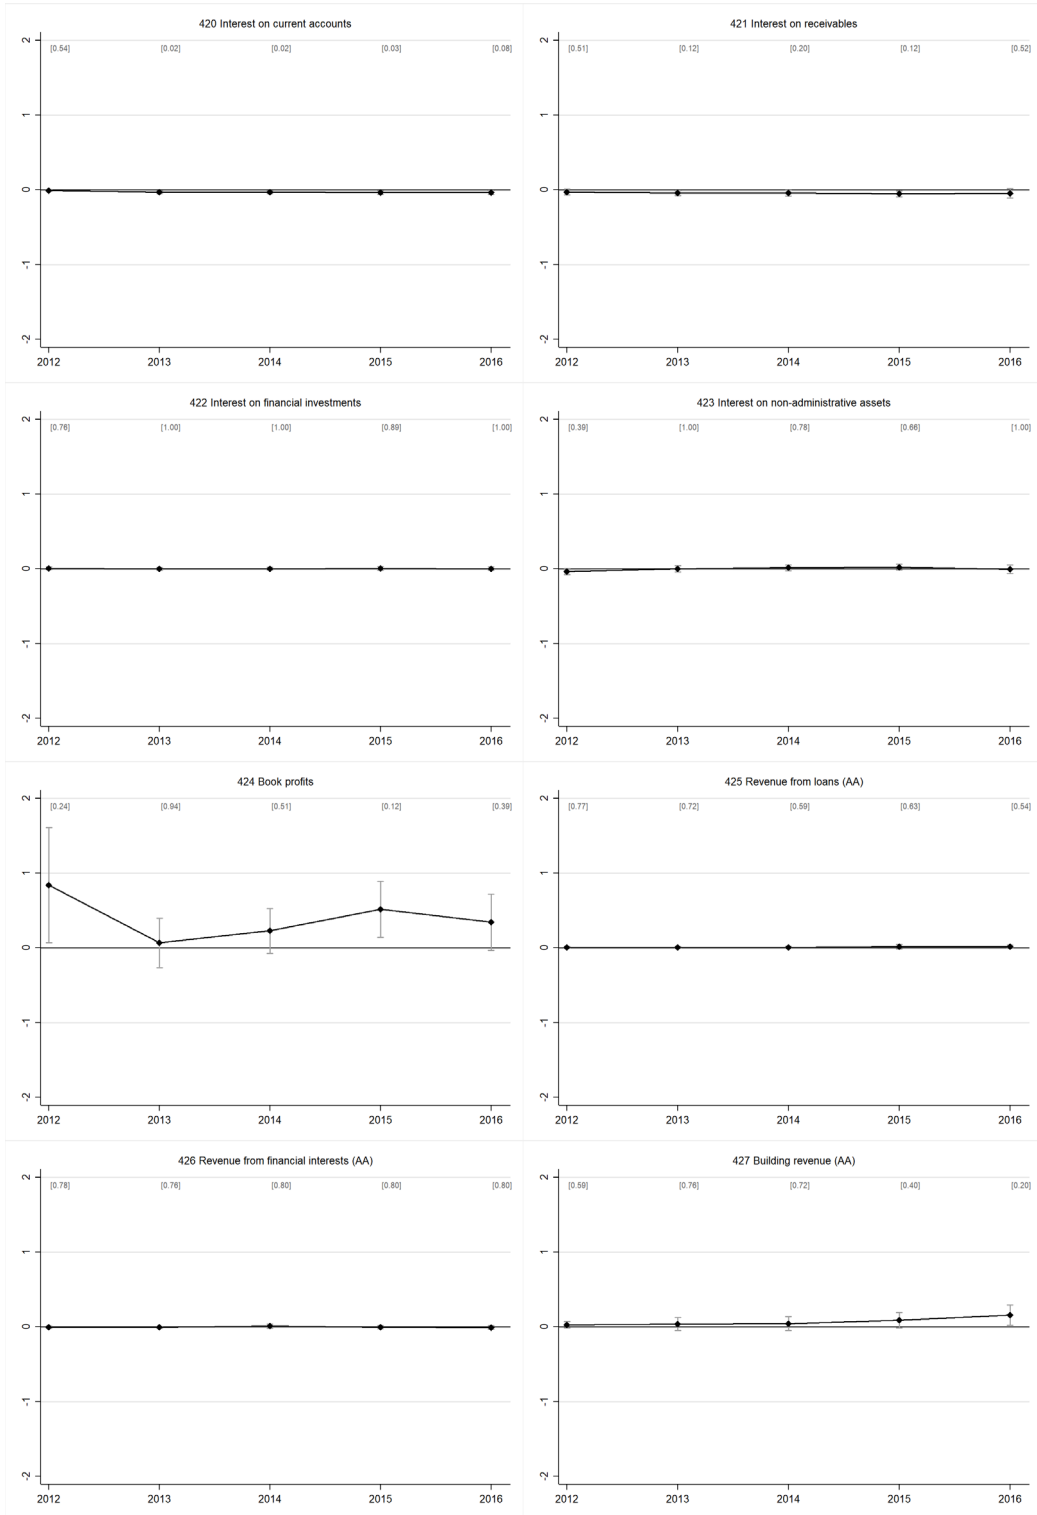 420 Interest on current accounts
2
[0.54] [0.02] [0.02] [0.03] [0.08]
1
0
-1
-2
2012 2013 2014 2015 2016
421 Interest on receivables
2
[0.51] [0.12] [0.20] [0.12] [0.52]
1
0
-1
-2
2012 2013 2014 2015 2016
422 Interest on financial investments
2
[0.76] [1.00] [1.00] [0.89] [1.00]
1
0
-1
-2
2012 2013 2014 2015 2016
423 Interest on non-administrative assets
2
[0.39] [1.00] [0.78] [0.66] [1.00]
1
0
-1
-2
2012 2013 2014 2015 2016
424 Book profits
2
[0.24] [0.94] [0.51] [0.12] [0.39]
1
0
-1
-2
2012 2013 2014 2015 2016
425 Revenue from loans (AA)
2
[0.77] [0.72] [0.59] [0.63] [0.54]
1
0
-1
-2
2012 2013 2014 2015 2016
426 Revenue from financial interests (AA)
2
[0.78] [0.76] [0.80] [0.80] [0.80]
1
0
-1
-2
2012 2013 2014 2015 2016
427 Building revenue (AA)
2
[0.59] [0.76] [0.72] [0.40] [0.20]
1
0
-1
-2
2012 2013 2014 2015 2016